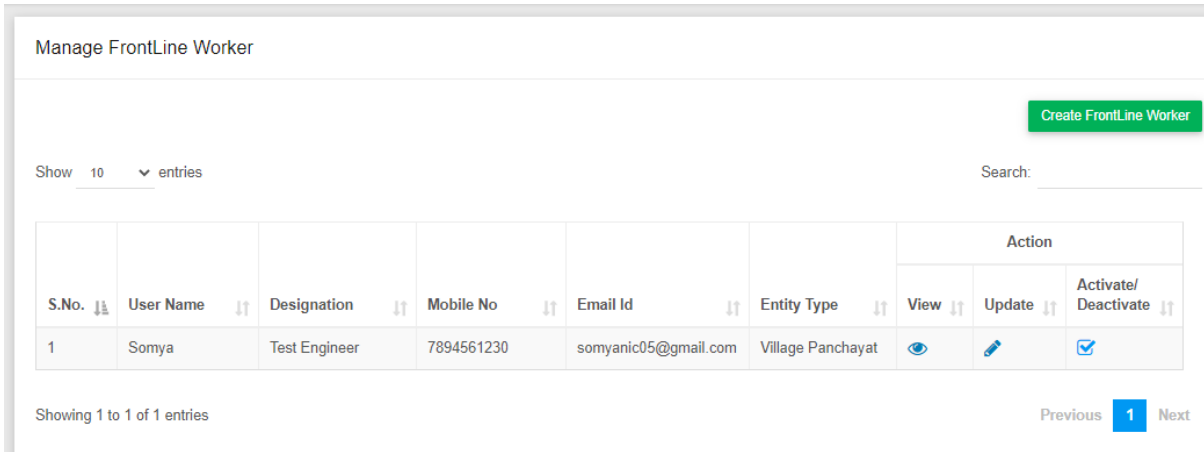 Manage FrontLine Worker
Create FrontLine Worker
Show 10 entries
Search:
Action
S.No. User Name Designation Mobile No Email Id Entity Type View Update Activate/
Deactivate
1 Somya Test Engineer 7894561230 somyanic05@gmail.com Village Panchayat
Showing 1 to 1 of 1 entries
Previous 1 Next